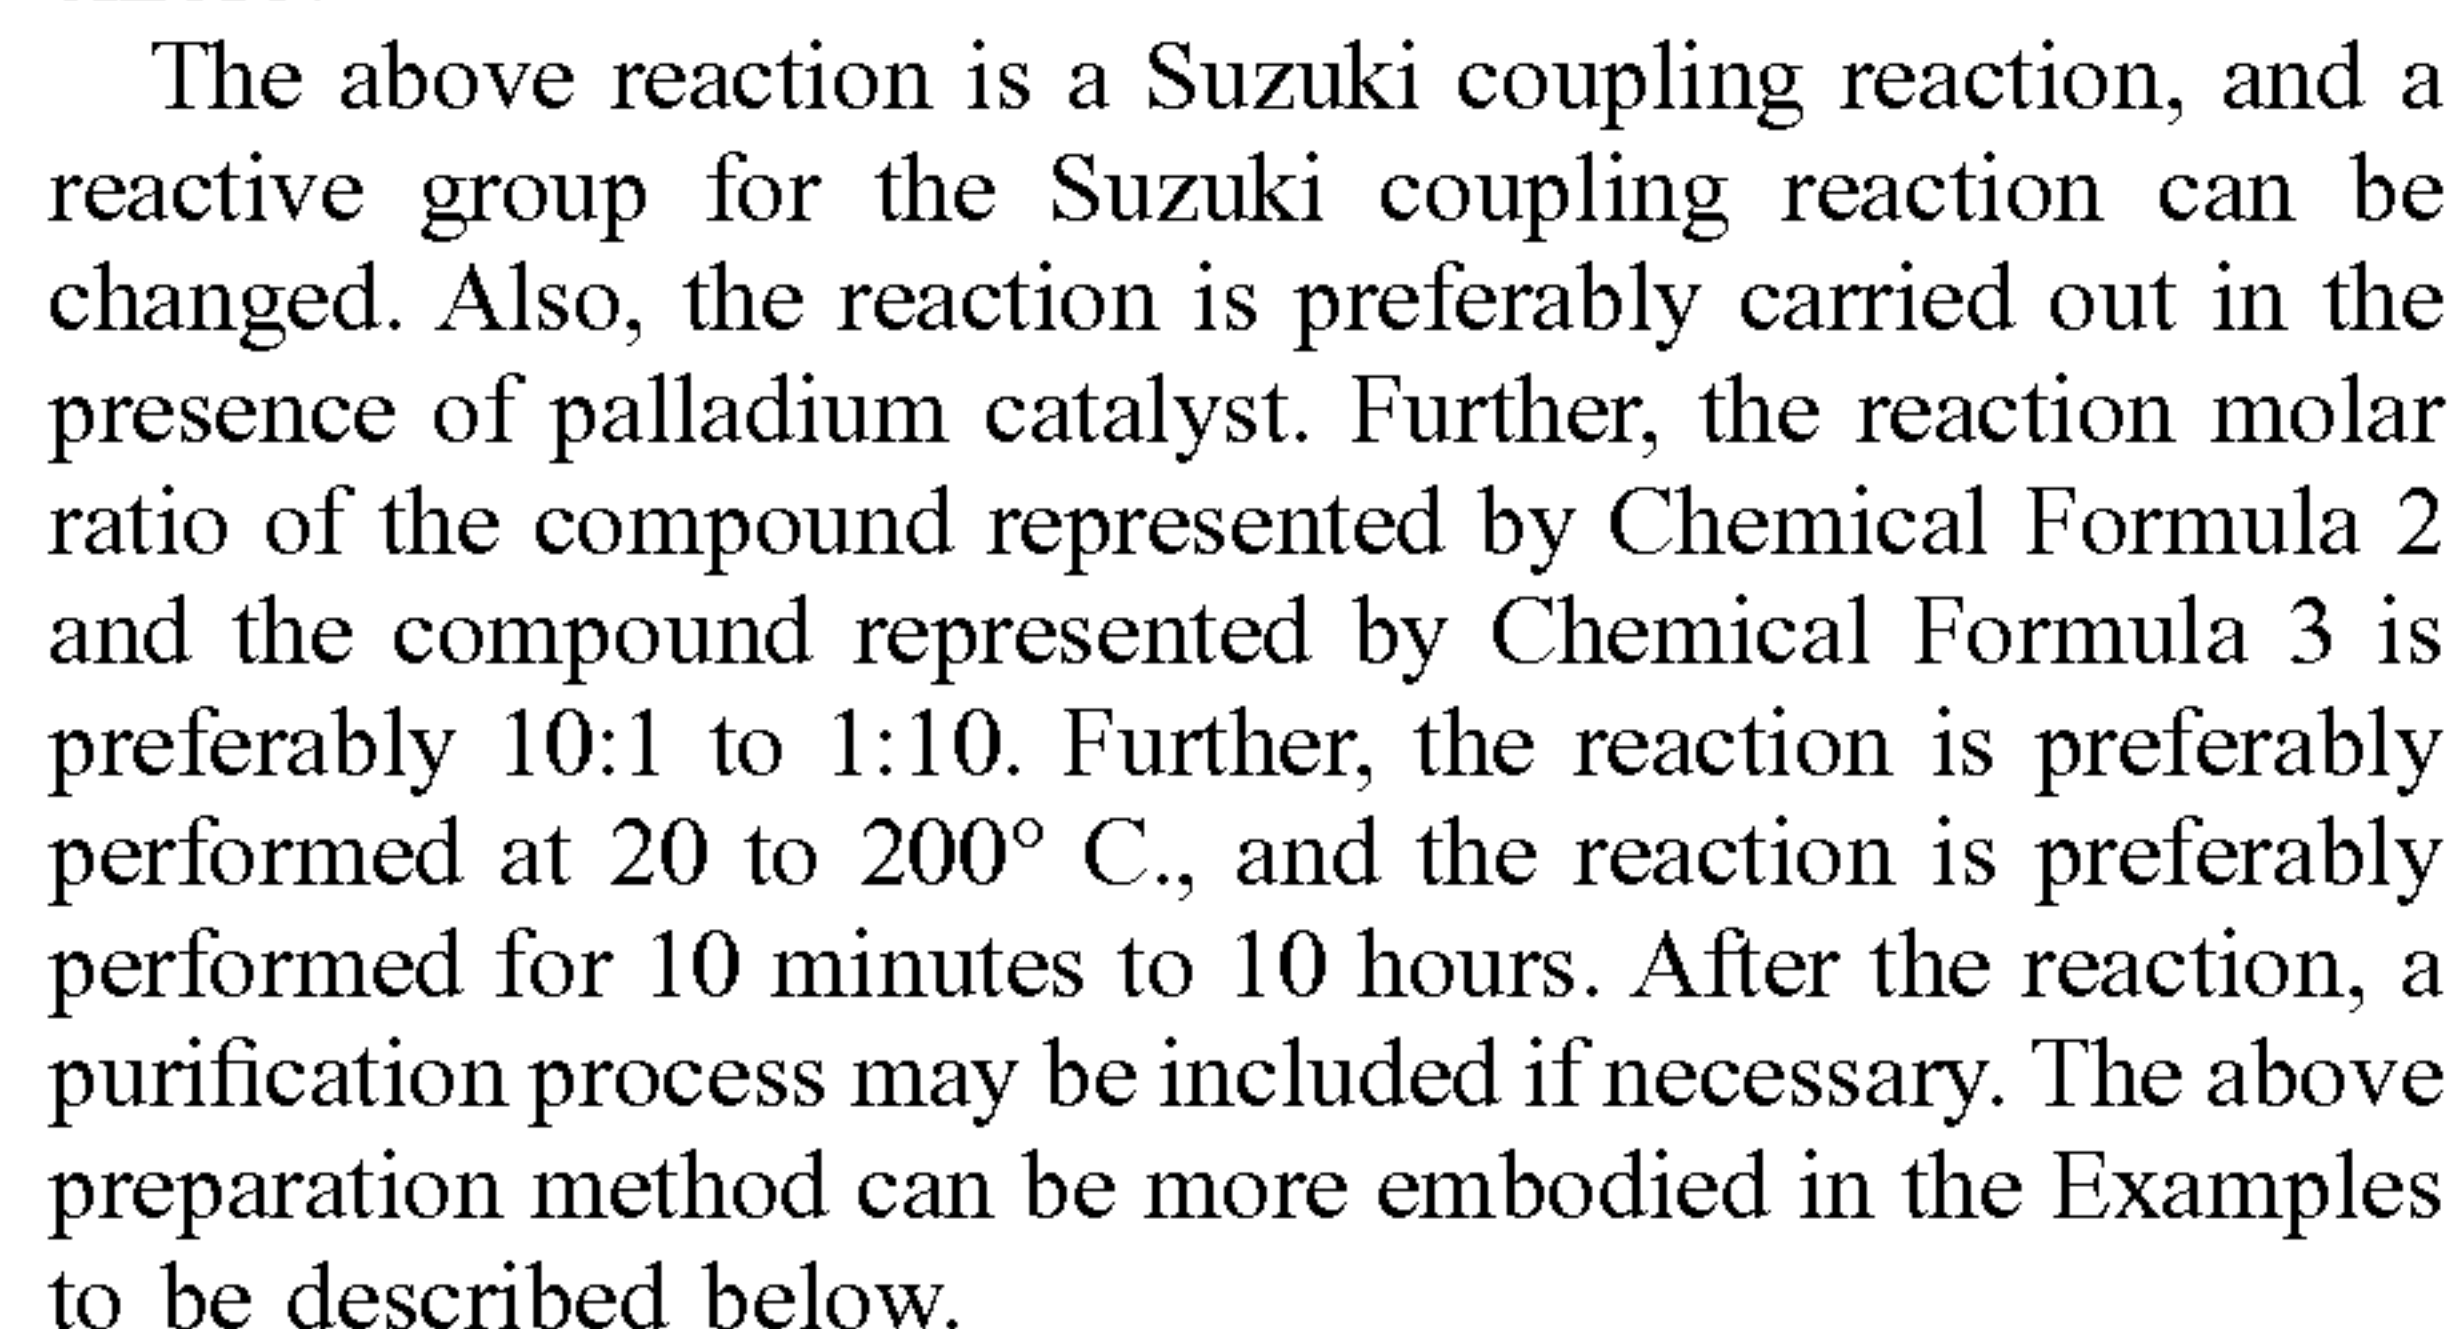 The above reaction is a Suzuki coupling reaction, and a
reactive group for the Suzuki coupling reaction can be
changed. Also, the reaction is preferably carried out in the
presence of palladium catalyst. Further, the reaction molar
ratio of the compound represented by Chemical Formula 2
and the compound represented by Chemical Formula 3 is
preferably 10:1 to 1:10. Further, the reaction is preferably
performed at 20 to 200° C., and the reaction is preferably
performed for 10 minutes to 10 hours. After the reaction, a
purification process may be included if necessary. The above
preparation method can be more embodied in the Examples
to be described below.